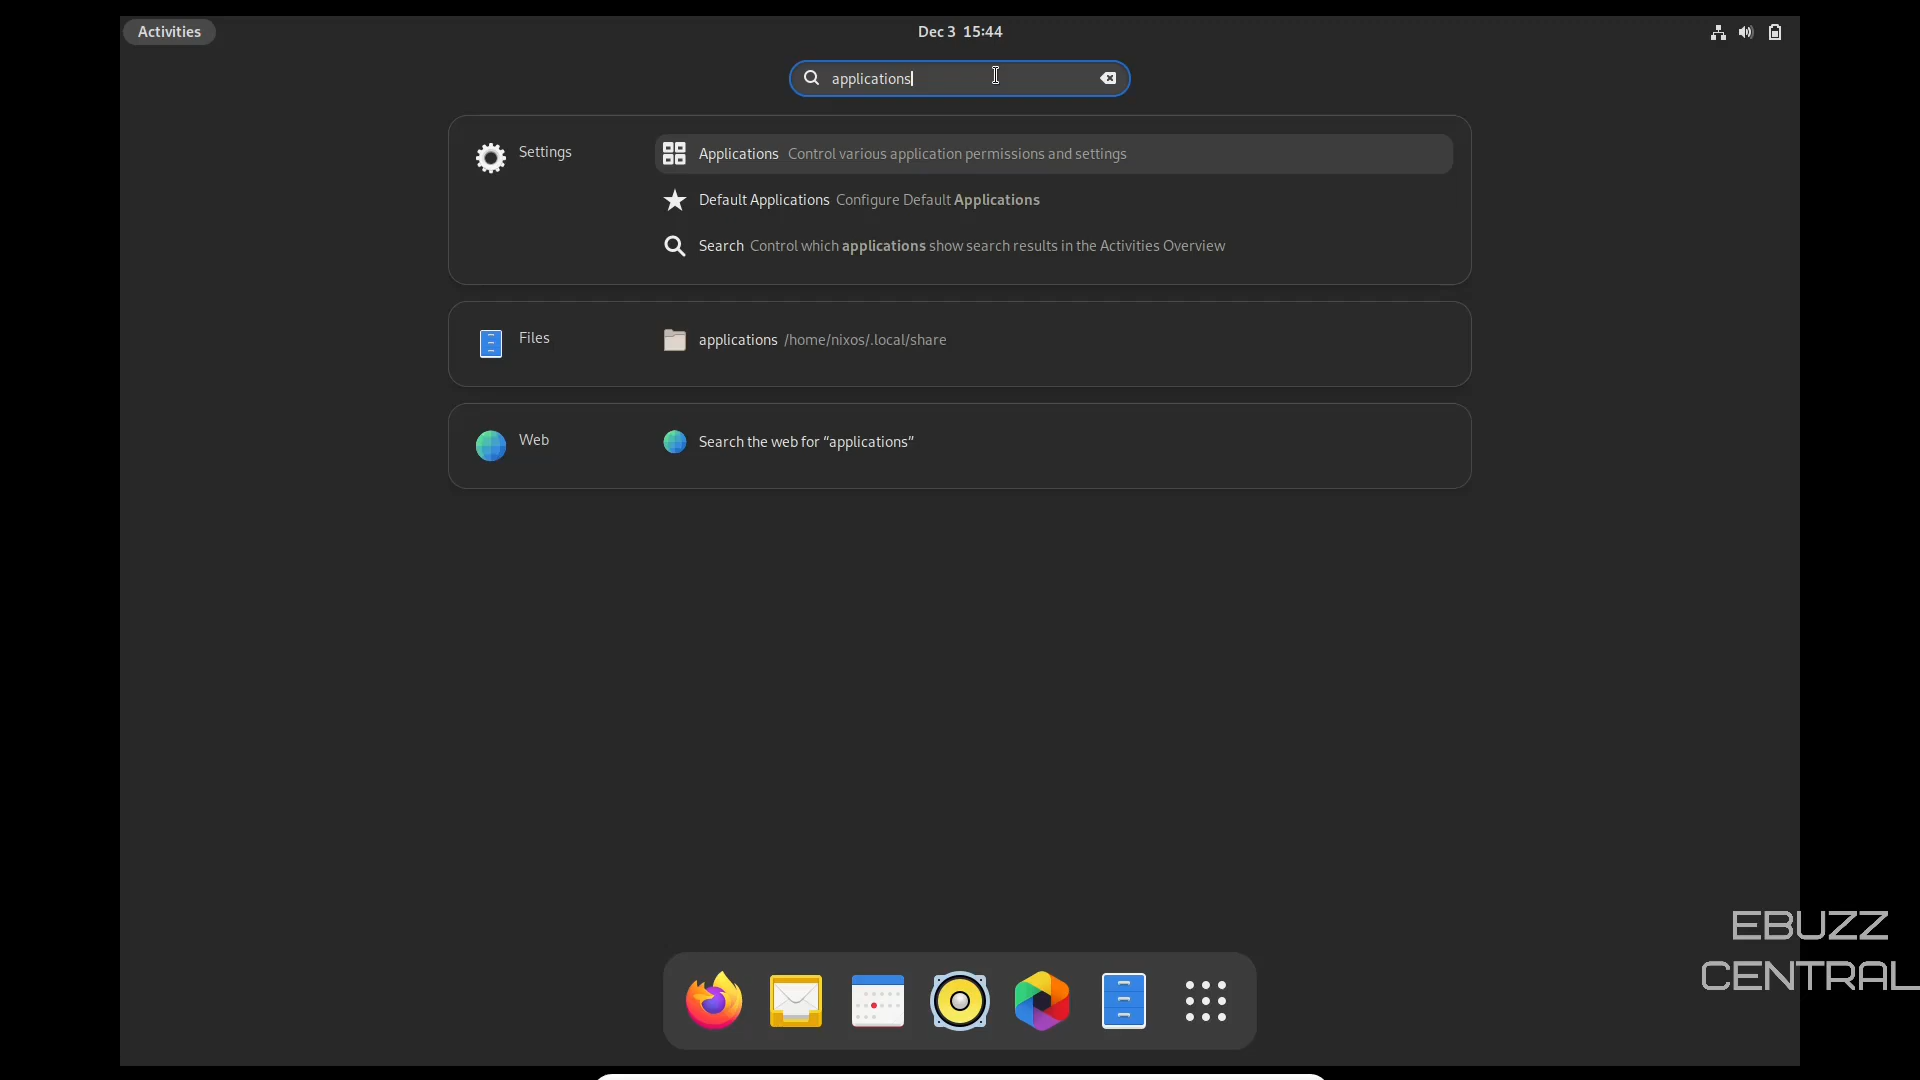 Activities
Dec 3 15:44
applications
Settings
Applications Control various application permissions and settings
Default Applications Configure Default Applications
Search Control which applications show search results in the Activities Overview
Files
applications /home/nixos/.local/share
Web
Search the web for “applications”
EBUZZ
CENTRAL